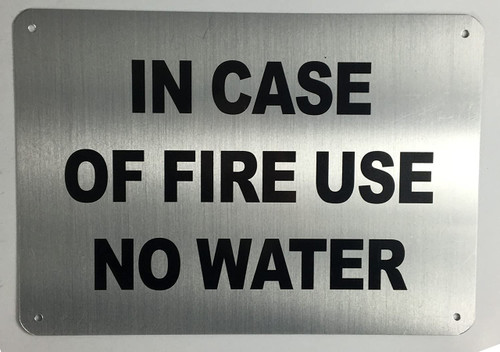 IN CASE
OF FIRE USE
NO WATER